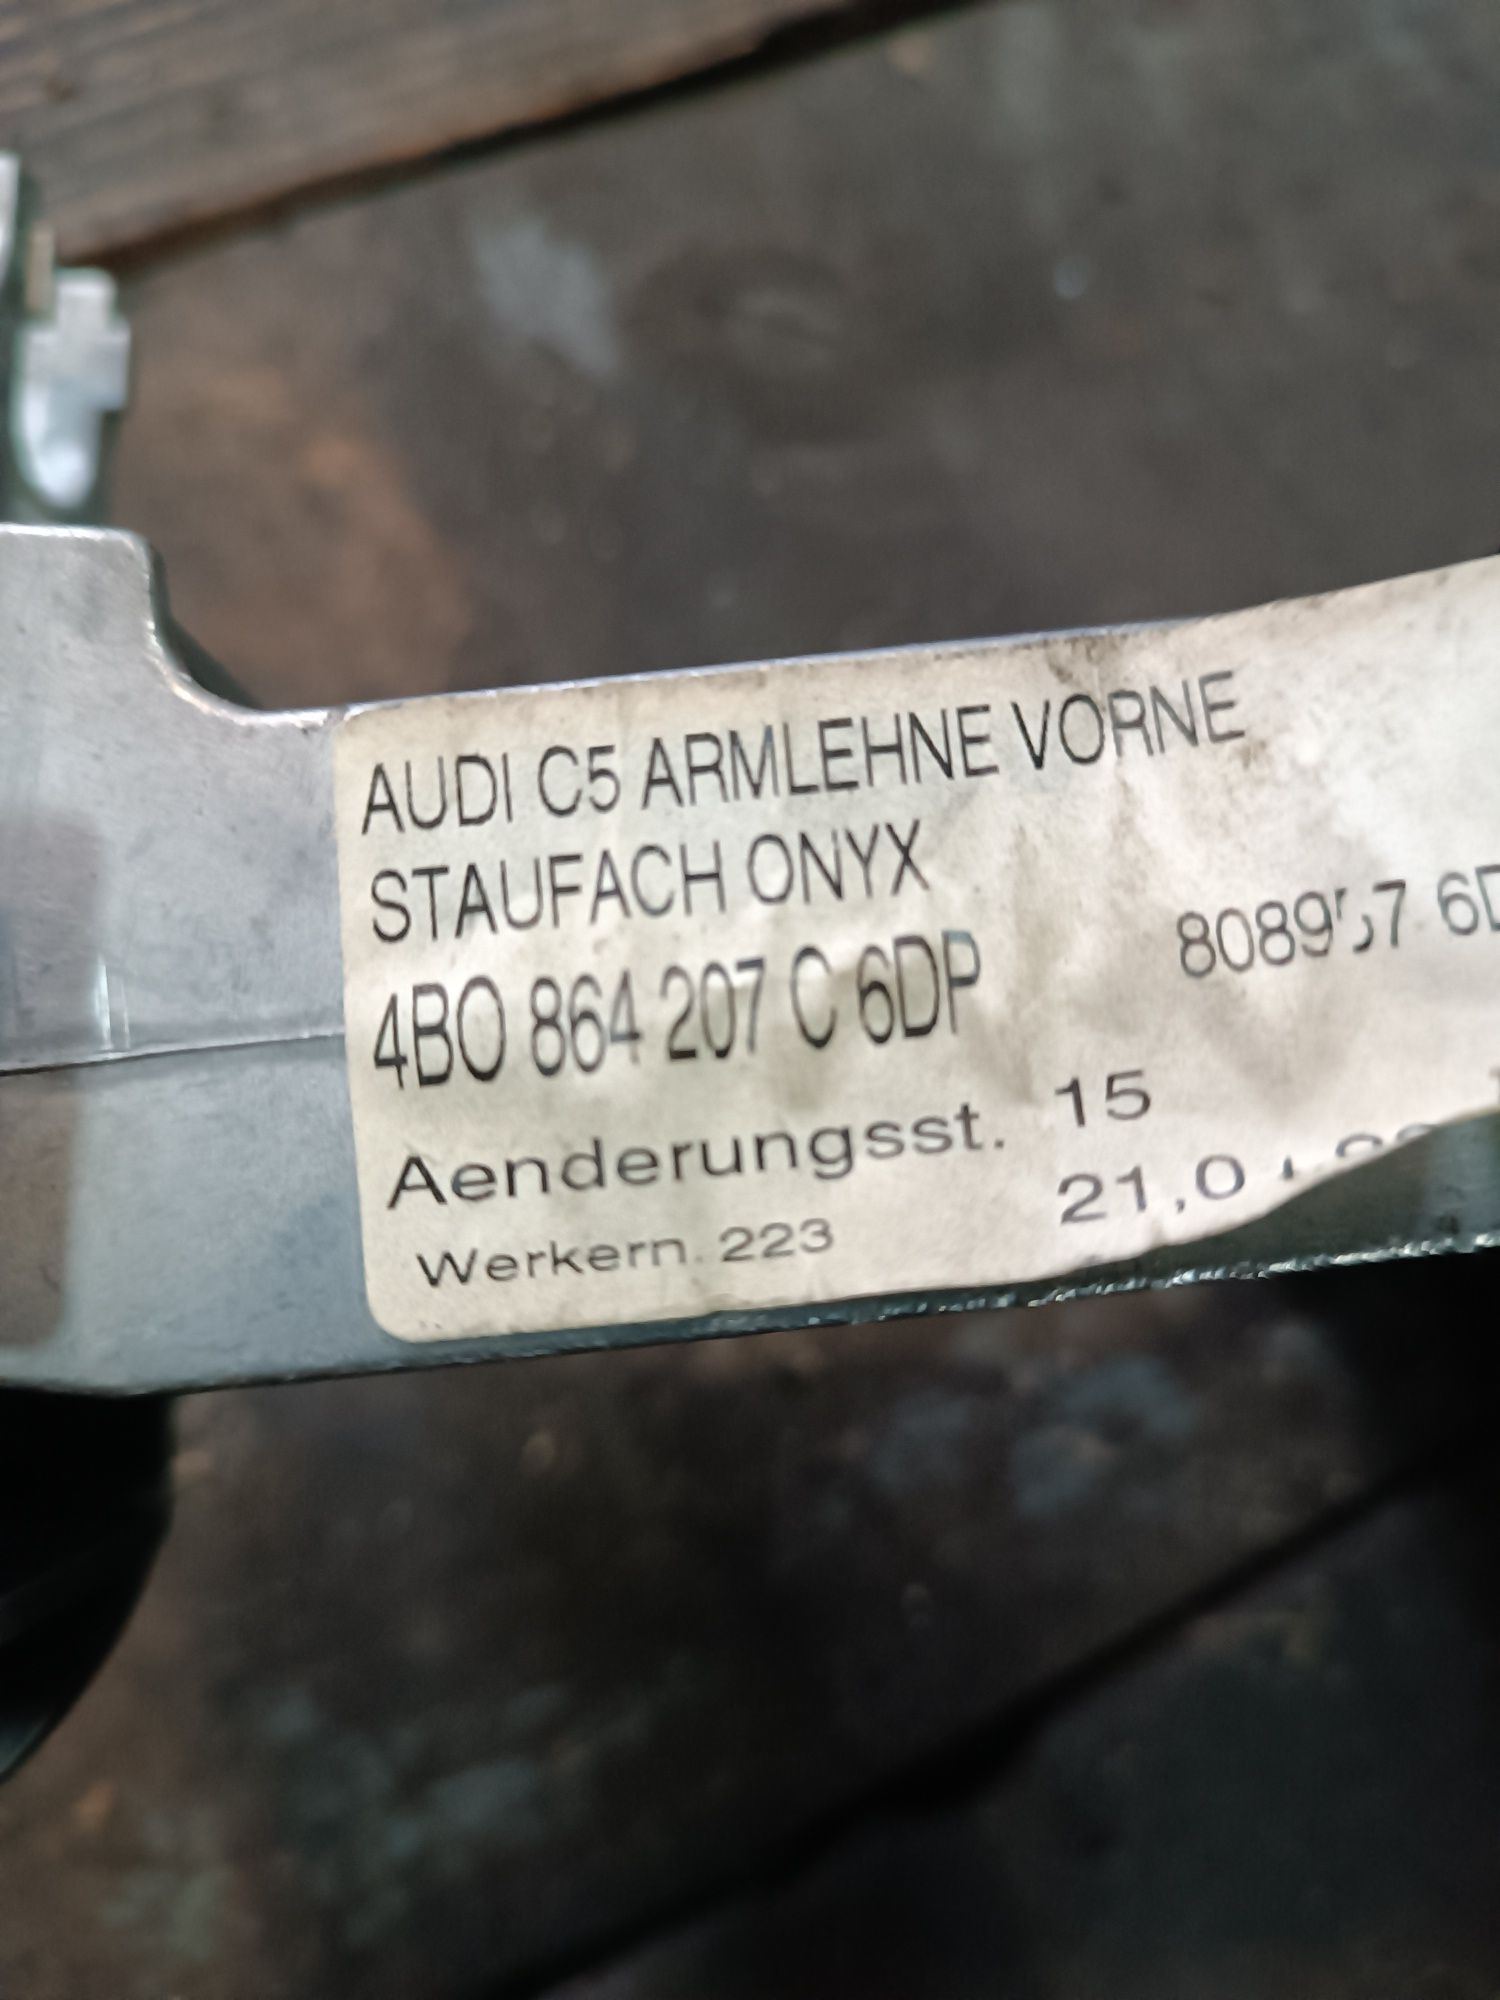 AUDI C5 ARMLEHNE VORNE
STAUFACH ONYX
4B0 864 207 C 6DP
Aenderungsst. 15
Werkern. 223